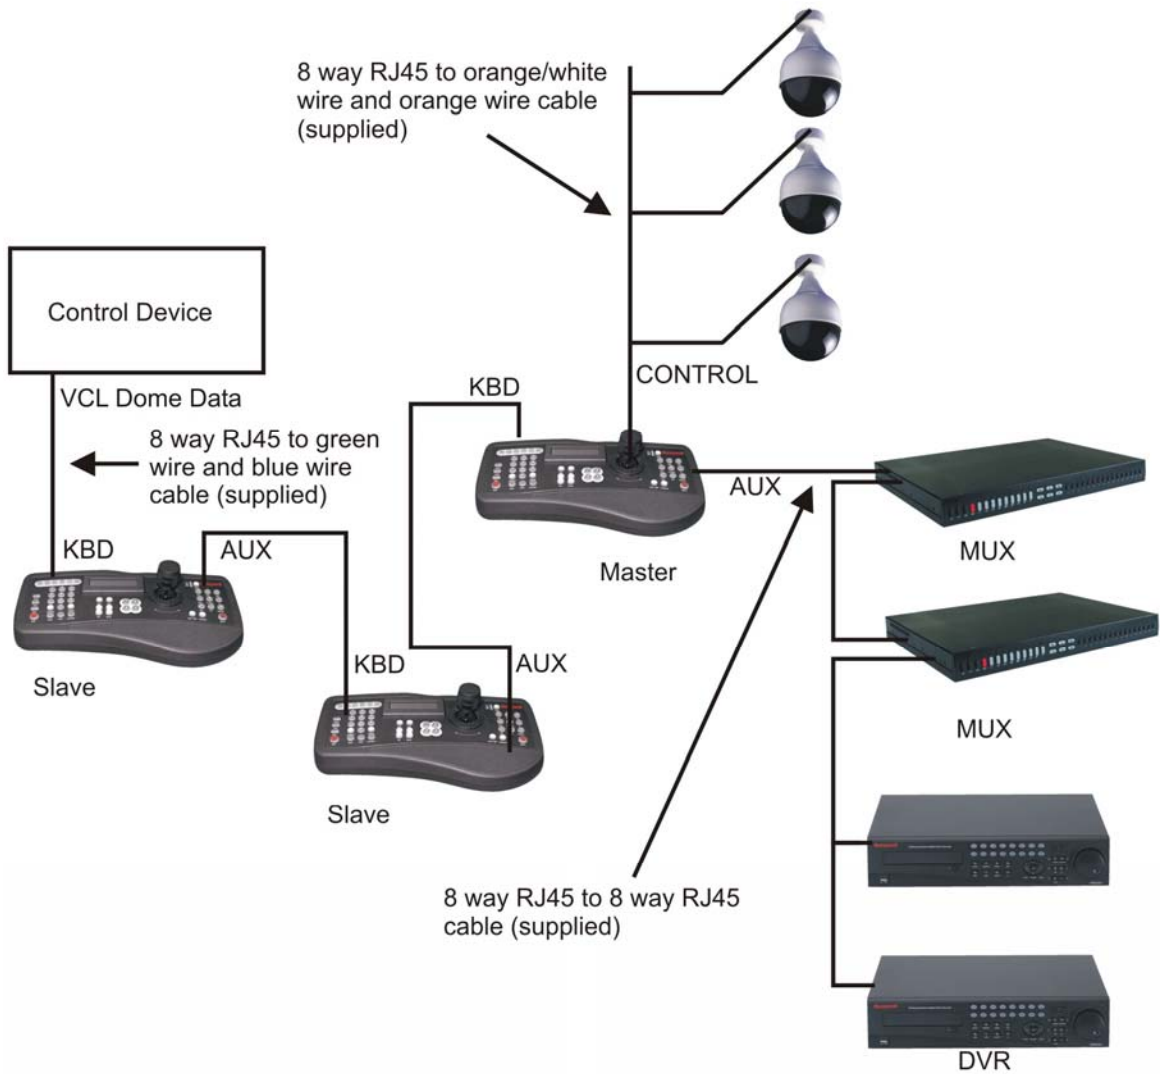 8 way RJ45 to orange/white
wire and orange wire cable
(supplied)
Control Device
VCL Dome Data
8 way RJ45 to green
wire and blue wire
cable (supplied)
KBD
AUX
Slave
KBD
AUX
Slave
KBD
CONTROL
Master
AUX
MUX
MUX
8 way RJ45 to 8 way RJ45
cable (supplied)
DVR